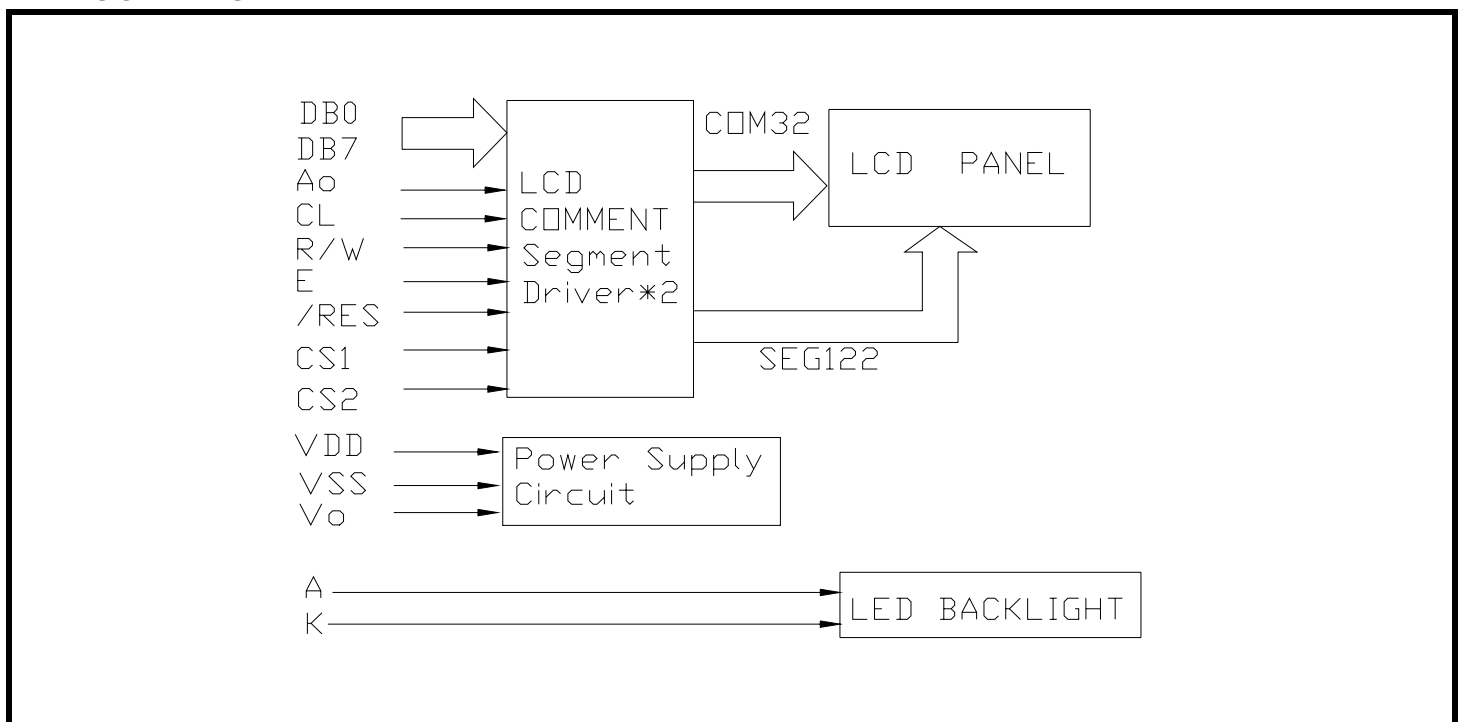 DB0
DB7
Ao
CL
R/W
E
/RES
CS1
CS2
LCD
COMMENT
Segment
Driver*2
COM32
LCD PANEL
SEG122
VDD
VSS
Vo
Power Supply
Circuit
A
K
LED BACKLIGHT